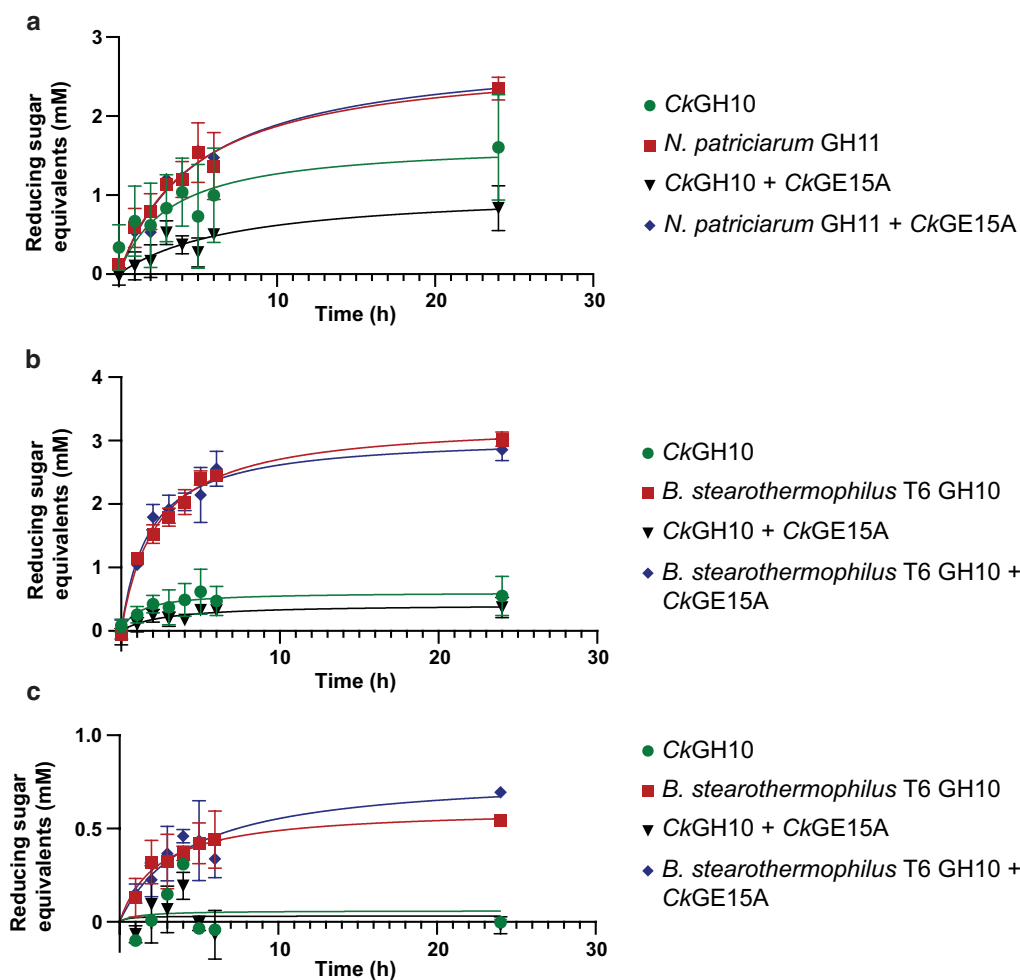 a
Reducing sugar
equivalents (mM)
3
2
1
0
10
20
30
Time (h)
CkGH10
N. patriciarum GH11
CkGH10 + CkGE15A
N. patriciarum GH11 + CkGE15A
b
Reducing sugar
equivalents (mM)
4
3
2
1
0
10
20
30
Time (h)
CkGH10
B. stearothermophilus T6 GH10
CkGH10 + CkGE15A
B. stearothermophilus T6 GH10 +
CkGE15A
c
Reducing sugar
equivalents (mM)
1.0
0.5
0
10
20
30
Time (h)
CkGH10
B. stearothermophilus T6 GH10
CkGH10 + CkGE15A
B. stearothermophilus T6 GH10 +
CkGE15A